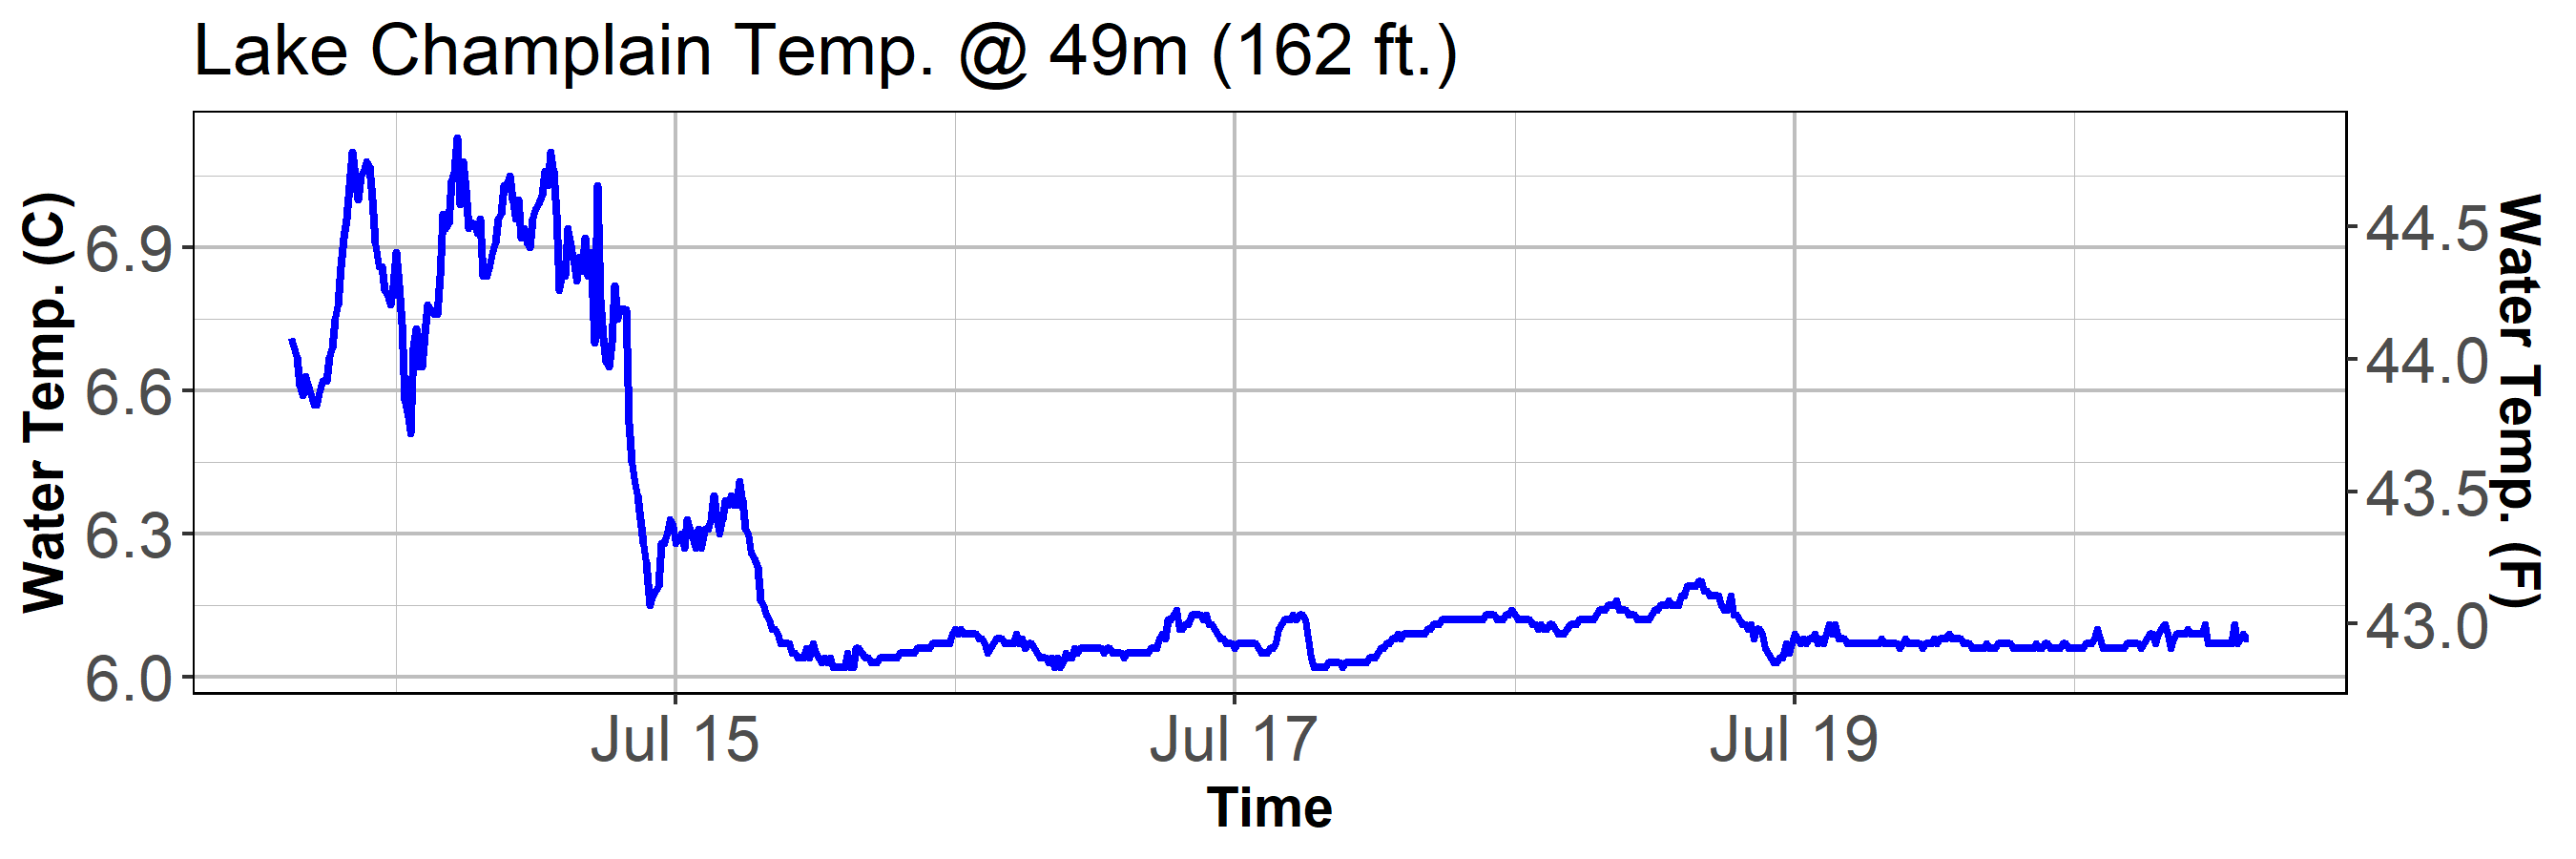 Lake Champlain Temp. @ 49m (162 ft.)
Water Temp. (C)
6.9
6.6
6.3
6.0
44.5
44.0
43.5
43.0
Water Temp. (F)
Jul 15
Jul 17
Jul 19
Time